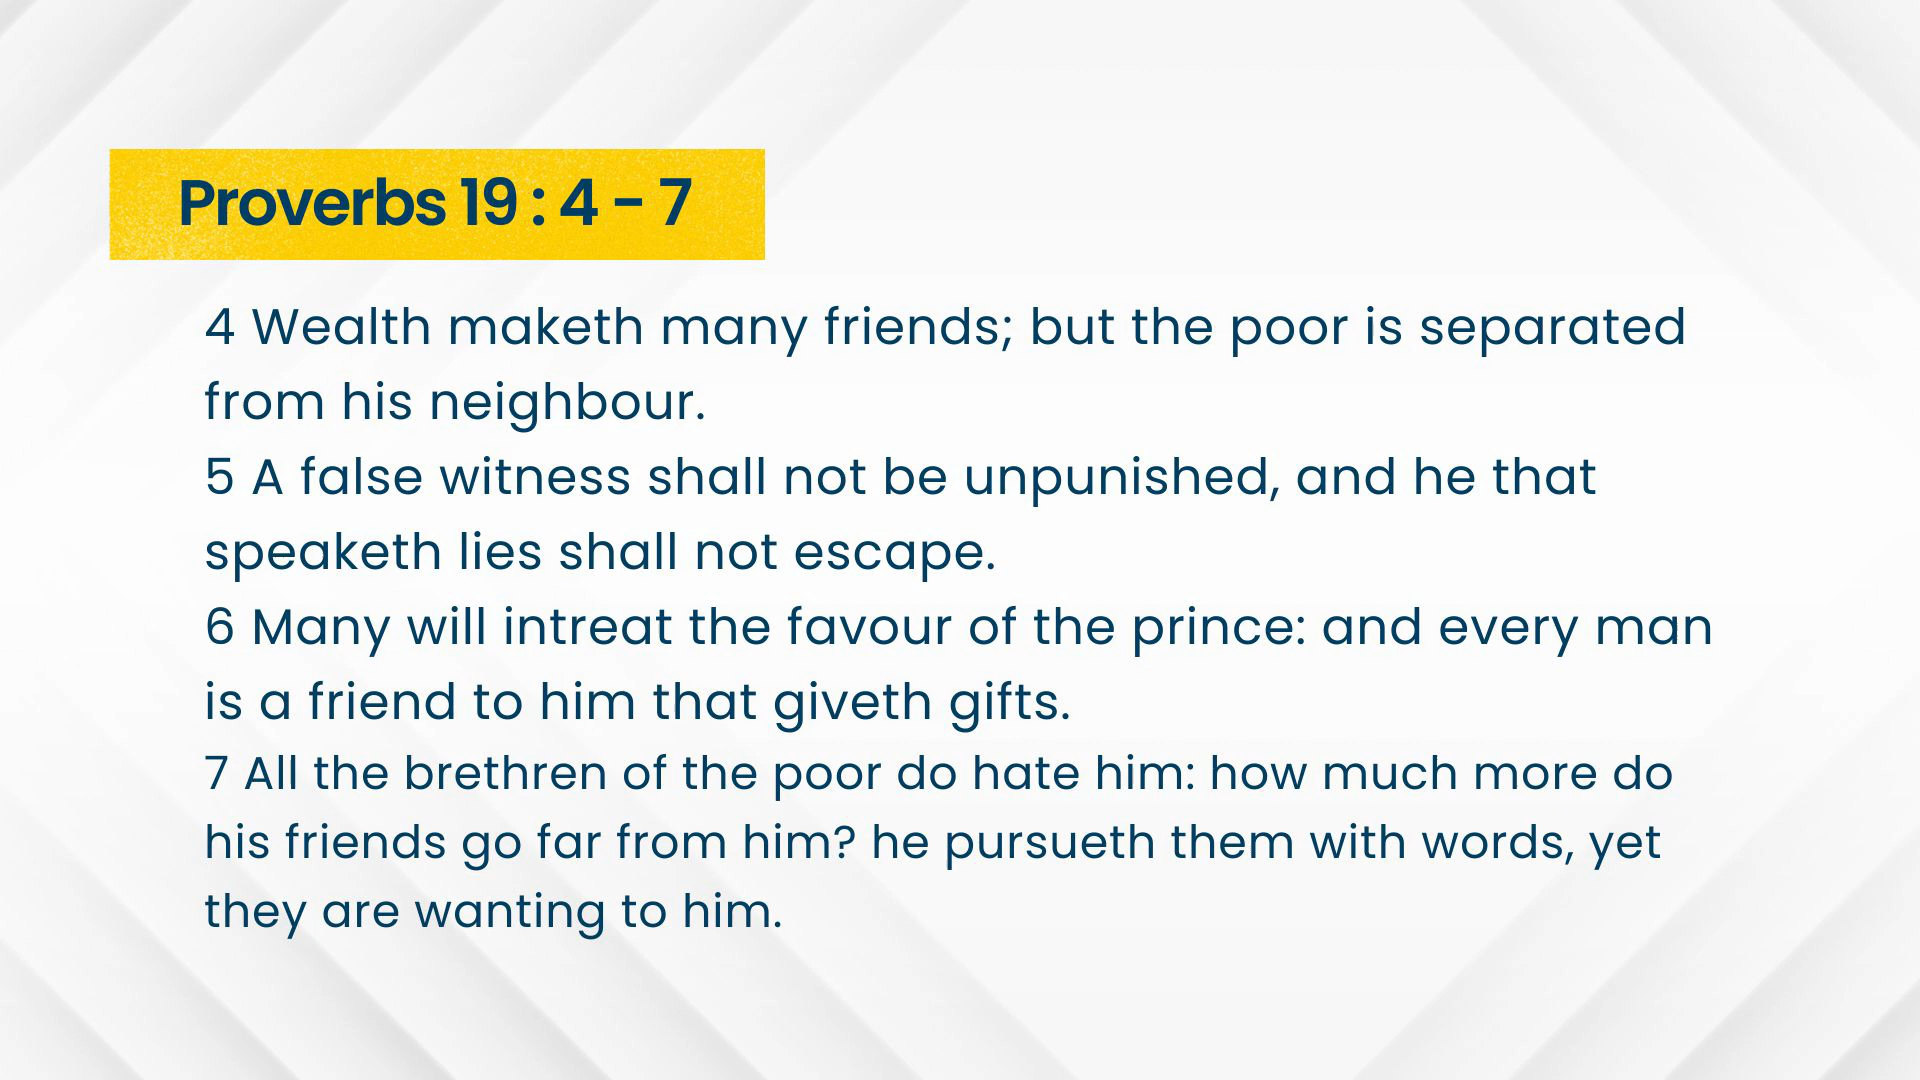 Proverbs 19 : 4 - 7
4 Wealth maketh many friends; but the poor is separated
from his neighbour.
5 A false witness shall not be unpunished, and he that
speaketh lies shall not escape.
6 Many will intreat the favour of the prince: and every man
is a friend to him that giveth gifts.
7 All the brethren of the poor do hate him: how much more do
his friends go far from him? he pursueth them with words, yet
they are wanting to him.